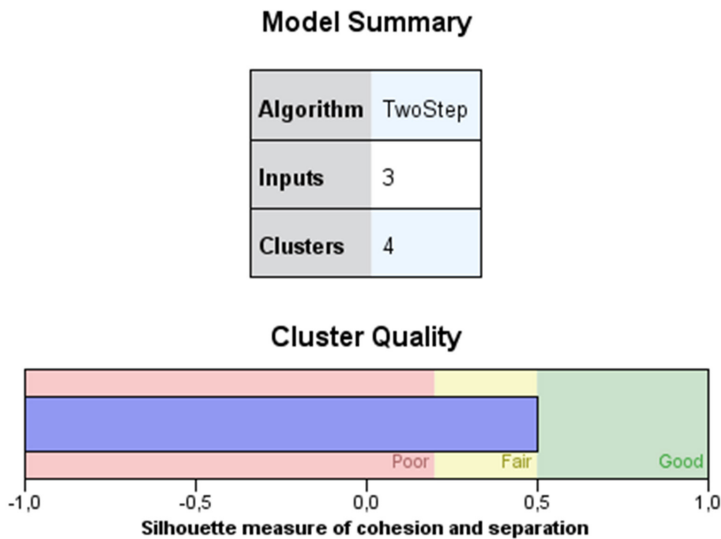 Model Summary
Algorithm TwoStep
Inputs 3
Clusters 4
Cluster Quality
Poor Fair Good
-1,0 -0,5 0,0 0,5 1,0
Silhouette measure of cohesion and separation